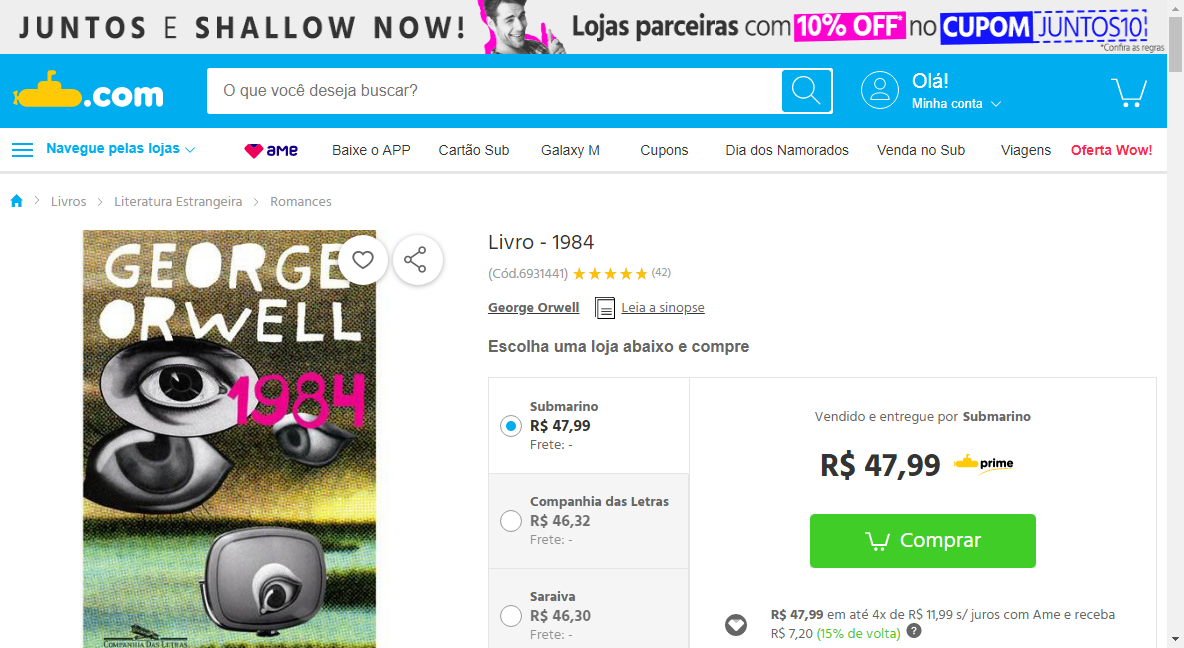 JUNTOS E SHALLOW NOW!
Lojas parceiras com 10% OFF* no CUPOM JUNTOS10
*Confira as regras
.com
O que você deseja buscar?
Olá!
Minha conta
Navegue pelas lojas
AME
Baixe o APP
Cartão Sub
Galaxy M
Cupons
Dia dos Namorados
Venda no Sub
Viagens
Oferta Wow!
Livros
Literatura Estrangeira
Romances
GEORGE
ORWELL
1984
COMPANHIA DAS LETRAS
Livro - 1984
(Cód.6931441)
(42)
George Orwell
Leia a sinopse
Escolha uma loja abaixo e compre
Submarino
R$ 47,99
Frete: -
Companhia das Letras
R$ 46,32
Frete: -
Saraiva
R$ 46,30
Frete: -
Vendido e entregue por Submarino
R$ 47,99
prime
Comprar
R$ 47,99 em até 4x de R$ 11,99 s/ juros com Ame e receba
R$ 7,20 (15% de volta) ?